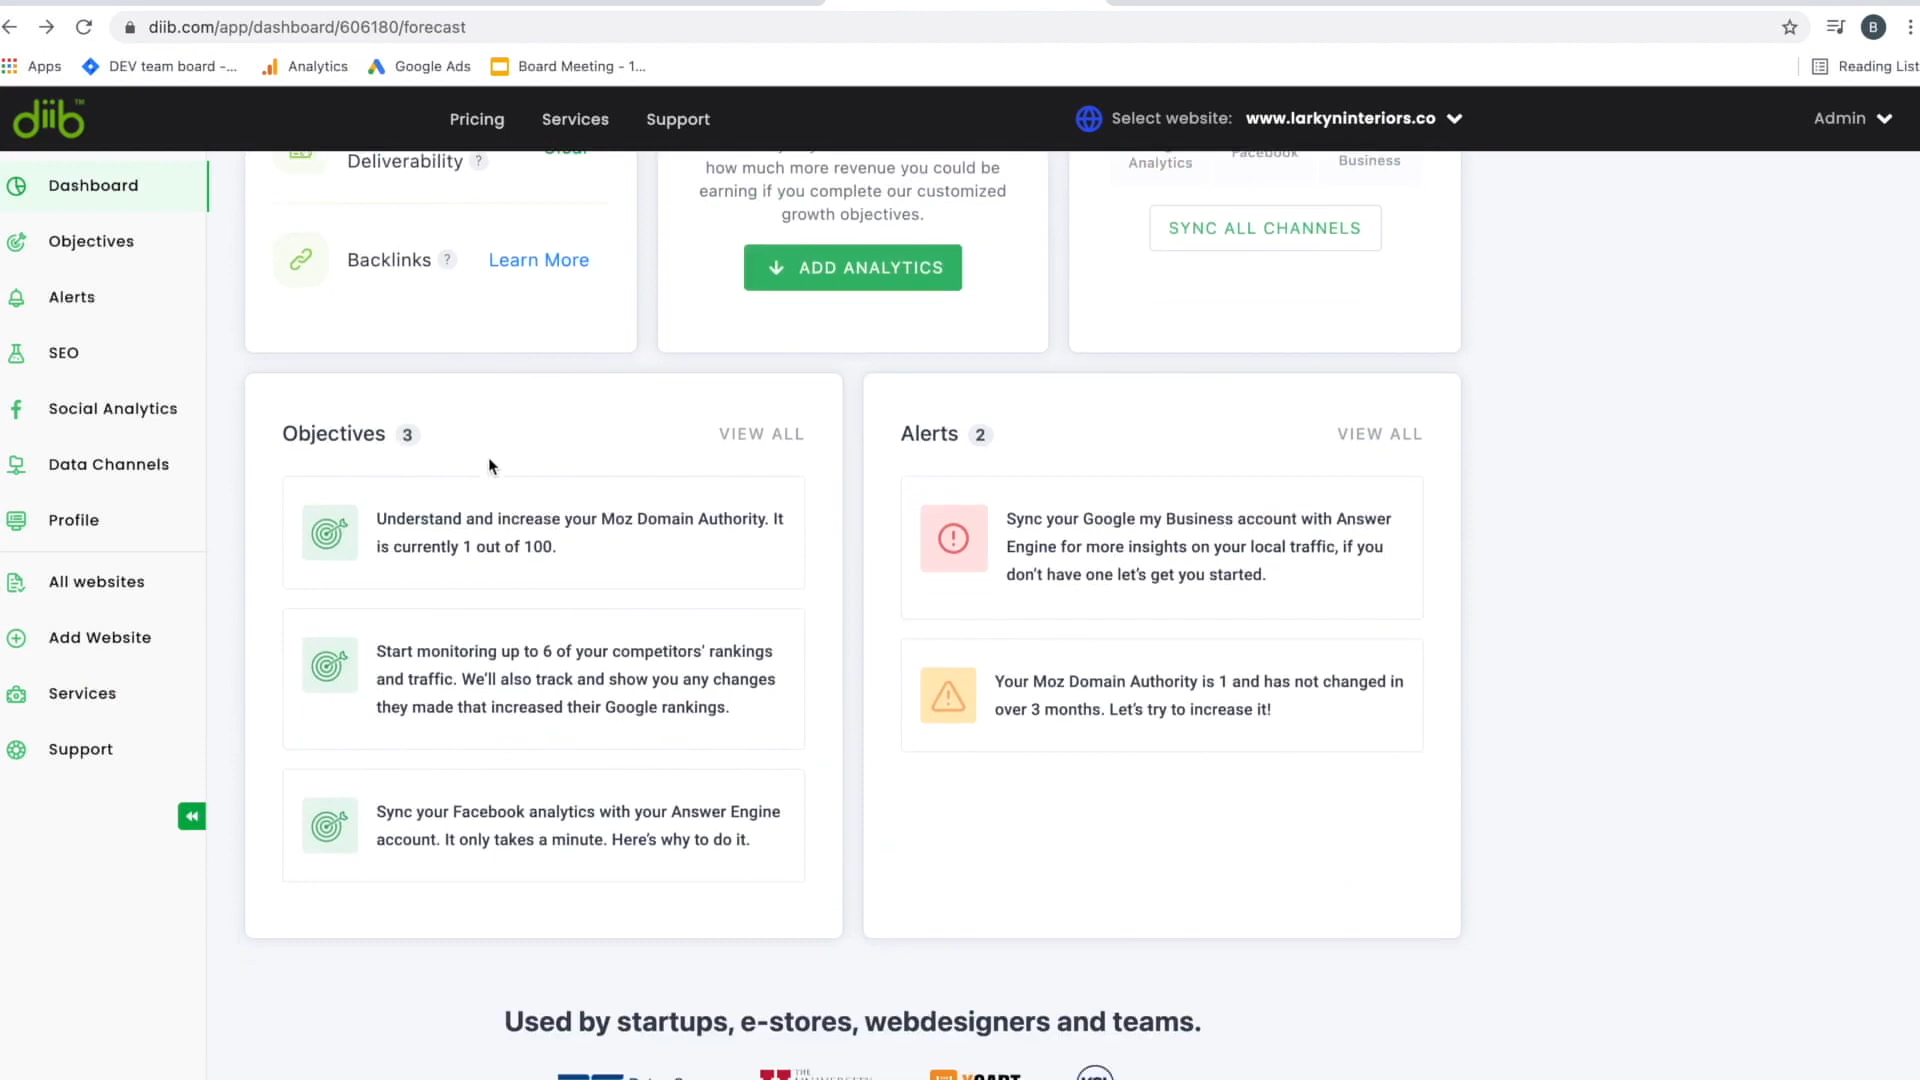 diib.com/app/dashboard/606180/forecast
B
Apps
DEV team board -...
Analytics
Google Ads
Board Meeting - 1...
Reading List
diib™
Pricing
Services
Support
Select website: www.larkyninteriors.co
Admin
Dashboard
Objectives
Alerts
SEO
Social Analytics
Data Channels
Profile
All websites
Add Website
Services
Support
Deliverability ?
Backlinks ? Learn More
how much more revenue you could be
earning if you complete our customized
growth objectives.
ADD ANALYTICS
Analytics
Facebook
Business
SYNC ALL CHANNELS
Objectives 3
VIEW ALL
Understand and increase your Moz Domain Authority. It
is currently 1 out of 100.
Start monitoring up to 6 of your competitors' rankings
and traffic. We'll also track and show you any changes
they made that increased their Google rankings.
Sync your Facebook analytics with your Answer Engine
account. It only takes a minute. Here's why to do it.
Alerts 2
VIEW ALL
Sync your Google my Business account with Answer
Engine for more insights on your local traffic, if you
don't have one let's get you started.
Your Moz Domain Authority is 1 and has not changed in
over 3 months. Let's try to increase it!
Used by startups, e-stores, webdesigners and teams.
THE